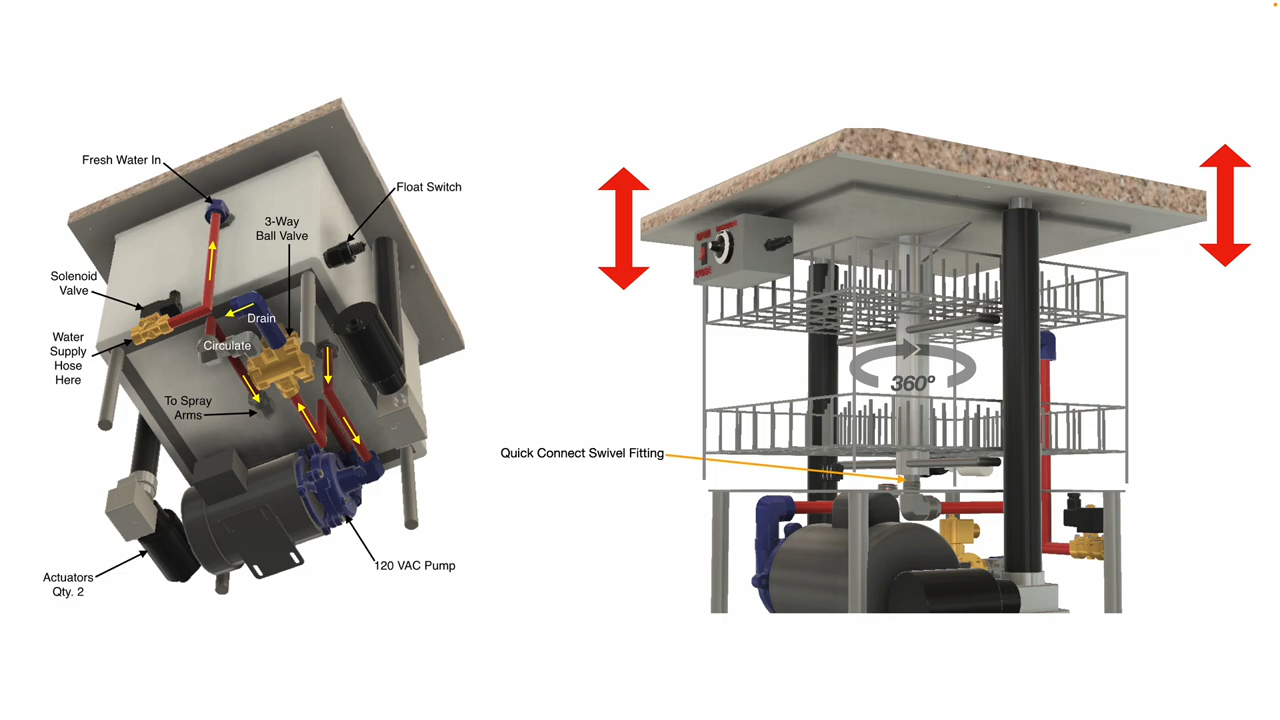 Fresh Water In
Float Switch
3-Way
Ball Valve
Solenoid
Valve
Drain
Water
Supply
Hose
Here
Circulate
To Spray
Arms
120 VAC Pump
Actuators
Qty. 2
360º
Quick Connect Swivel Fitting